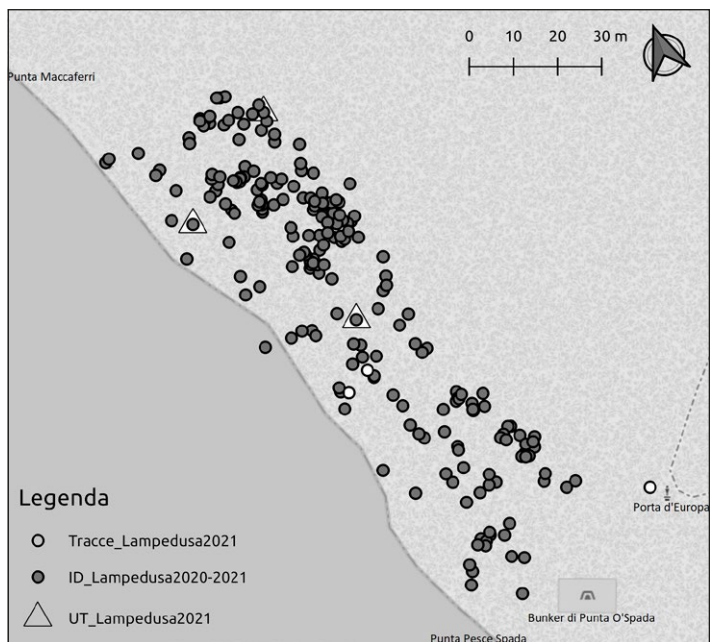 0 10 20 30 m
Punta Maccaferri
Legenda
Tracce_Lampedusa2021
ID_Lampedusa2020-2021
UT_Lampedusa2021
Porta d'Europa
Bunker di Punta O'Spada
Punta Pesce Spada